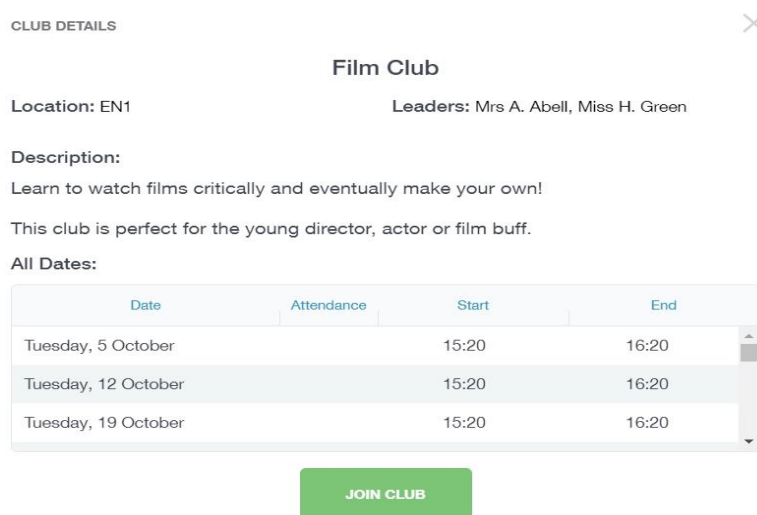 CLUB DETAILS
Film Club
Location: EN1 Leaders: Mrs A. Abell, Miss H. Green
Description:
Learn to watch films critically and eventually make your own!
This club is perfect for the young director, actor or film buff.
All Dates:
Date Attendance Start End
Tuesday, 5 October 15:20 16:20
Tuesday, 12 October 15:20 16:20
Tuesday, 19 October 15:20 16:20
JOIN CLUB